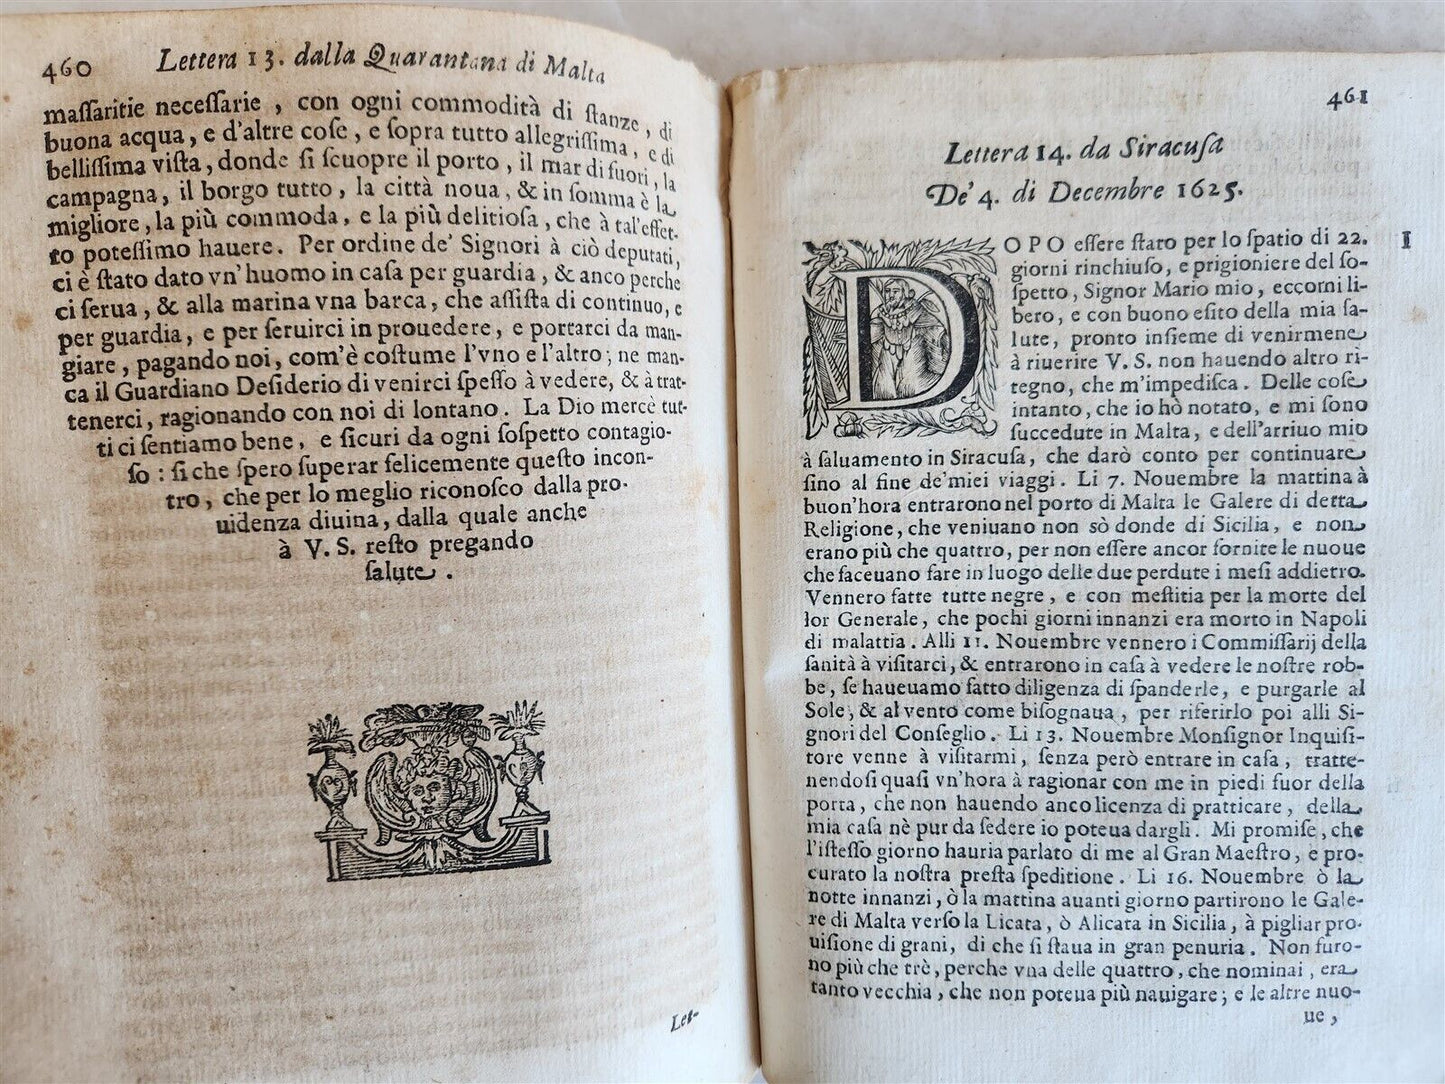 460 Lettera 13. dalla Quarantana di Malta
maſſaritie neceſſarie, con ogni commodità di ſtanze, di
buona acqua, e d'altre coſe, e ſopra tutto allegriſſima, e di
belliſſima viſta, donde ſi ſcuopre il porto, il mar di fuori, la
campagna, il borgo tutto, la città noua, & in ſomma è la
migliore, la più commoda, e la più delitioſa, che à tal'effet-
to poteſſimo hauere. Per ordine de' Signori à ciò deputati,
ci è ſtato dato vn'huomo in caſa per guardia, & anco perche
ci ſerua, & alla marina vna barca, che aſſiſta di continuo, e
per guardia, e per ſeruirci in prouedere, e portarci da man-
giare, pagando noi, com'è coſtume l'vno e l'altro; ne man-
ca il Guardiano Deſiderio di venirci ſpeſſo à vedere, & à trat-
tenerci, ragionando con noi di lontano. La Dio mercè tut-
ti ci ſentiamo bene, e ſicuri da ogni ſoſpetto contagio-
ſo: ſi che ſpero ſuperar felicemente queſto incon-
tro, che per lo meglio riconoſco dalla pro-
uidenza diuina, dalla quale anche
à V. S. reſto pregando
ſalute.
Let-
461
Lettera 14. da Siracuſa
De' 4. di Decembre 1625.
DOPO eſſere ſtato per lo ſpatio di 22. 1
giorni rinchiuſo, e prigioniere del ſo-
ſpetto, Signor Mario mio, eccorni li-
bero, e con buono eſito della mia ſa-
lute, pronto inſieme di venirmene
à riuerire V. S. non hauendo altro ri-
tegno, che m'impediſca. Delle coſe
intanto, che io hò notato, e mi ſono
ſuccedute in Malta, e dell'arriuo mio
à ſaluamento in Siracuſa, che darò conto per continuare
ſino al fine de'miei viaggi. Li 7. Nouembre la mattina à
buon'hora entrarono nel porto di Malta le Galere di detta
Religione, che veniuano non sò donde di Sicilia, e non
erano più che quattro, per non eſſere ancor fornite le nuoue
che faceuano fare in luogo delle due perdute i meſi addietro.
Vennero fatte tutte negre, e con meſtitia per la morte del
lor Generale, che pochi giorni innanzi era morto in Napoli
di malattia. Alli 11. Nouembre vennero i Commiſſarij della
ſanità à viſitarci, & entrarono in caſa à vedere le noſtre rob-
be, ſe haueuamo fatto diligenza di ſpanderle, e purgarle al
Sole, & al vento come biſognaua, per riferirlo poi alli Si-
gnori del Conſeglio. Li 13. Nouembre Monſignor Inquiſi-
tore venne à viſitarmi, ſenza però entrare in caſa, tratte-
nendoſi quaſi vn'hora à ragionar con me in piedi fuor della
porta, che non hauendo anco licenza di pratticare, della
mia caſa nè pur da ſedere io poteua dargli. Mi promiſe, che
l'iſteſſo giorno hauria parlato di me al Gran Maeſtro, e pro-
curato la noſtra preſta ſpeditione. Li 16. Nouembre ò la
notte innanzi, ò la mattina auanti giorno partirono le Gale-
re di Malta verſo la Licata, ò Alicata in Sicilia, à pigliar pro-
uiſione di grani, di che ſi ſtaua in gran penuria. Non furo-
no più che trè, perche vna delle quattro, che nominai, era
tanto vecchia, che non poteua più nauigare; e le altre nuo-
ue,